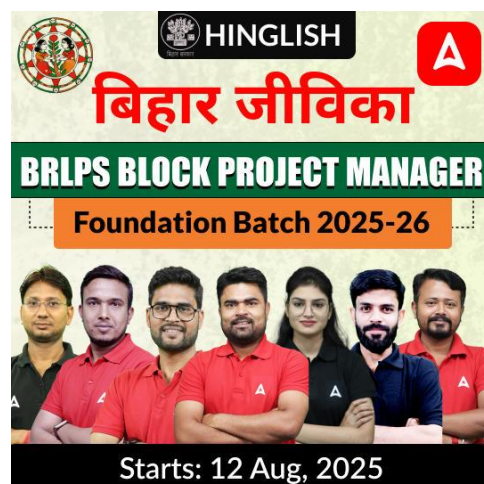 HINGLISH
बिहार जीविका
BRLPS BLOCK PROJECT MANAGER
Foundation Batch 2025-26
Starts: 12 Aug, 2025